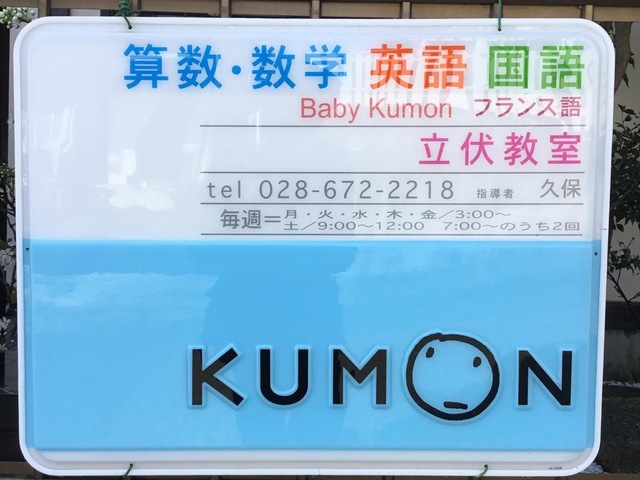 算数・数学 英語 国語
Baby Kumon フランス語
立伏教室
tel 028-672-2218 指導者 久保
毎週＝月・火・水・木・金／3:00〜
土／9:00〜12:00 7:00〜のうち2回
KUMON